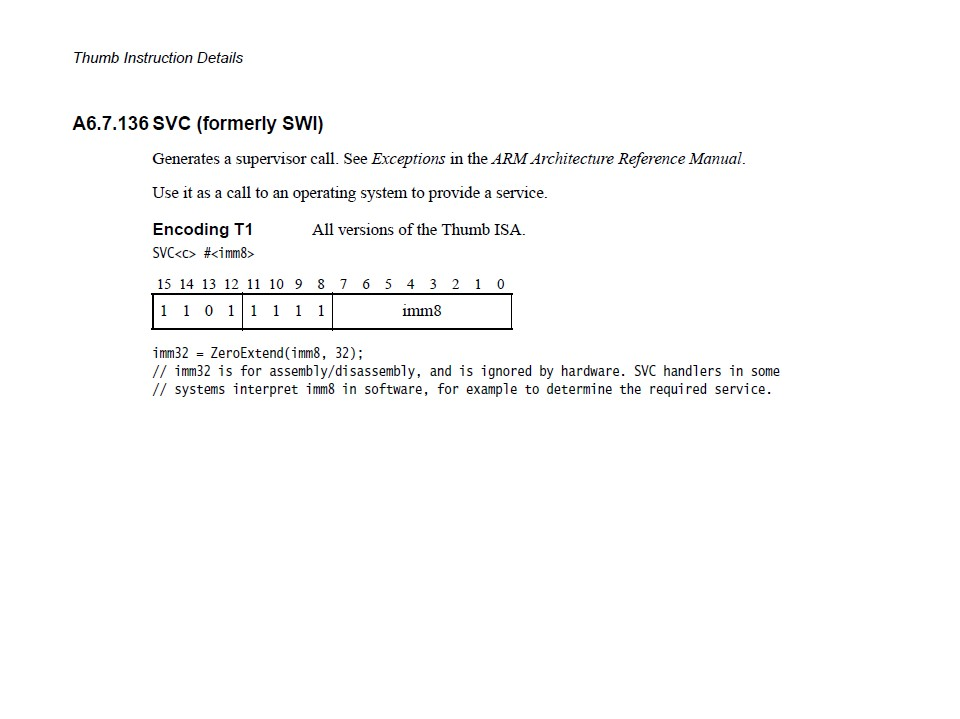 Thumb Instruction Details
A6.7.136 SVC (formerly SWI)
Generates a supervisor call. See Exceptions in the ARM Architecture Reference Manual.
Use it as a call to an operating system to provide a service.
Encoding T1 All versions of the Thumb ISA.
SVC<c> #<imm8>
15 14 13 12 11 10 9 8 7 6 5 4 3 2 1 0
1 1 0 1 1 1 1 1 imm8
imm32 = ZeroExtend(imm8, 32);
// imm32 is for assembly/disassembly, and is ignored by hardware. SVC handlers in some
// systems interpret imm8 in software, for example to determine the required service.